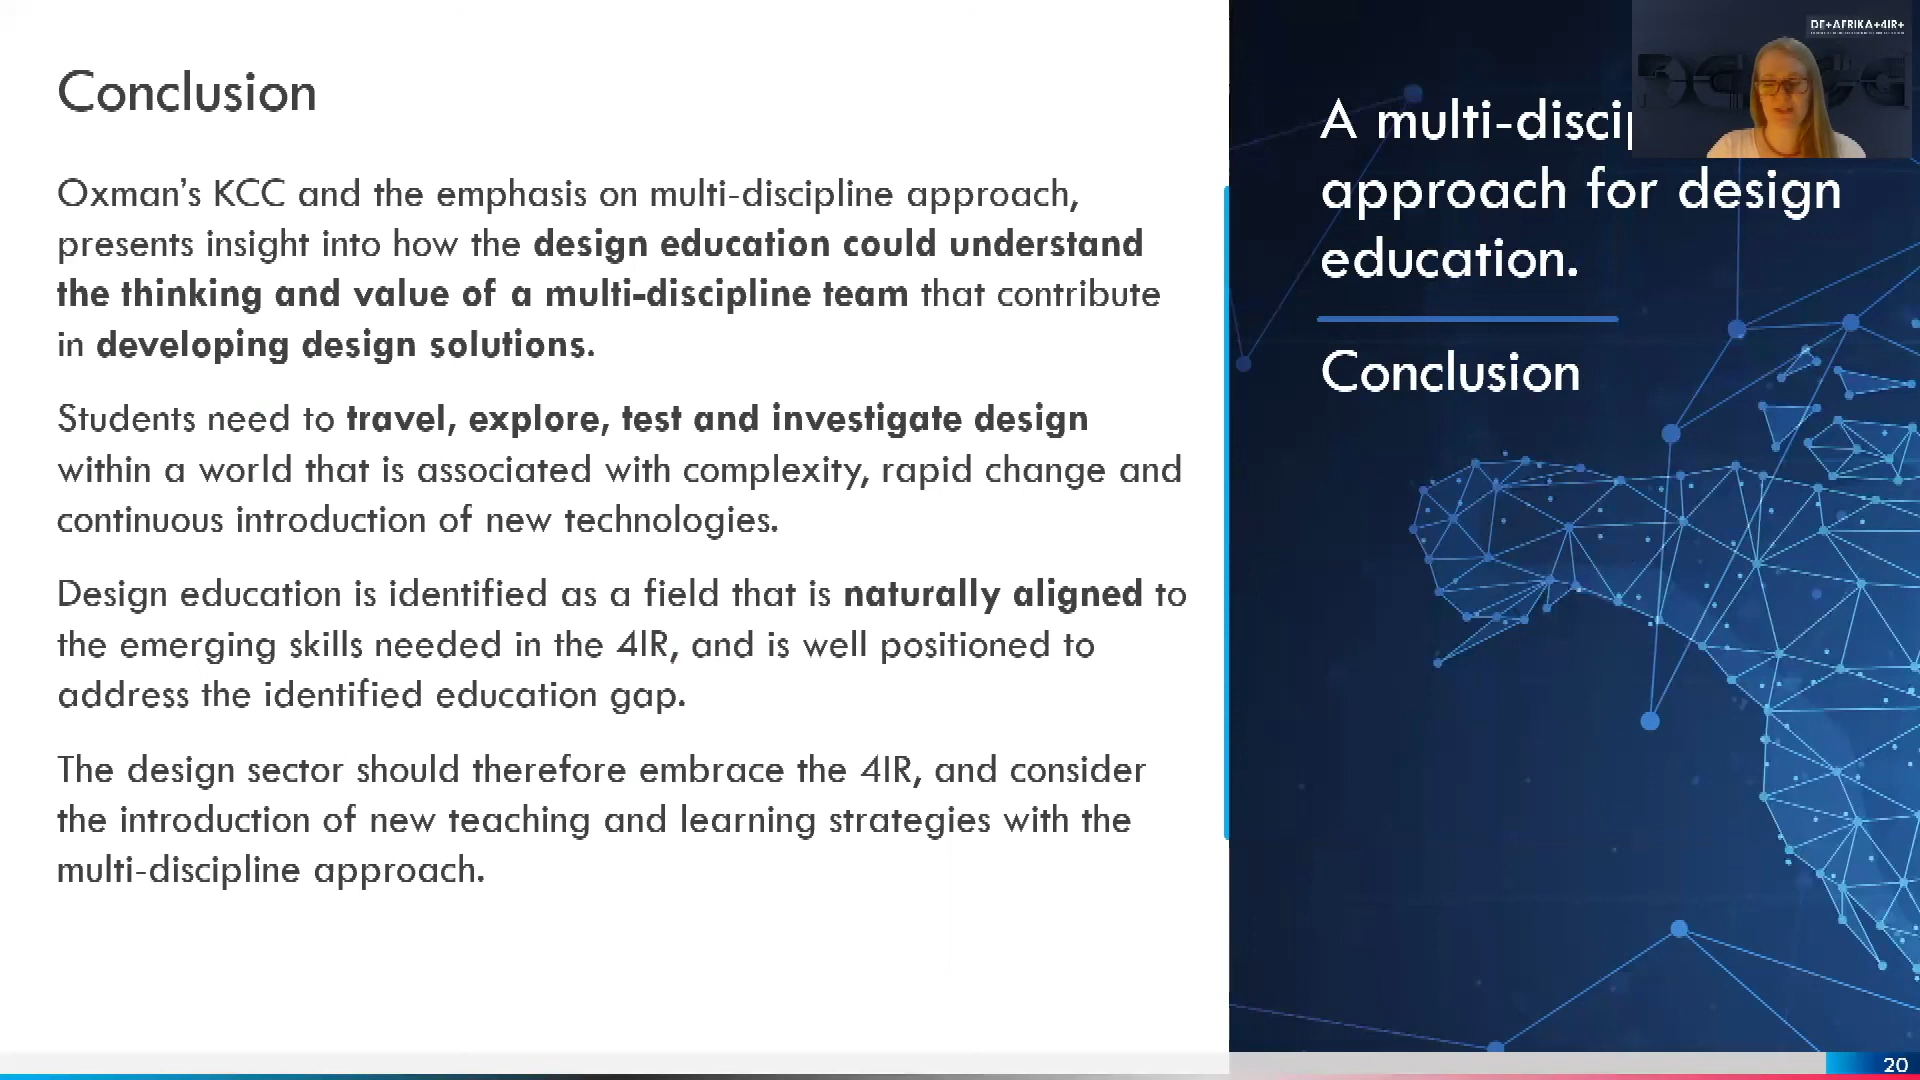 Conclusion
Oxman's KCC and the emphasis on multi-discipline approach,
presents insight into how the design education could understand
the thinking and value of a multi-discipline team that contribute
in developing design solutions.
Students need to travel, explore, test and investigate design
within a world that is associated with complexity, rapid change and
continuous introduction of new technologies.
Design education is identified as a field that is naturally aligned to
the emerging skills needed in the 4IR, and is well positioned to
address the identified education gap.
The design sector should therefore embrace the 4IR, and consider
the introduction of new teaching and learning strategies with the
multi-discipline approach.
DE+AFRIKA+4IR+
A multi-discip
approach for design
education.
Conclusion
20